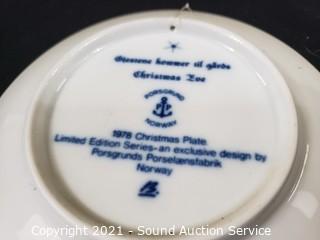 Gjestene kommer til gårds
Christmas Eve
PORSGRUND
NORWAY
1978 Christmas Plate
Limited Edition Series-an exclusive design by
Porsgrunds Porselænsfabrik
Norway
Copyright 2021 - Sound Auction Service